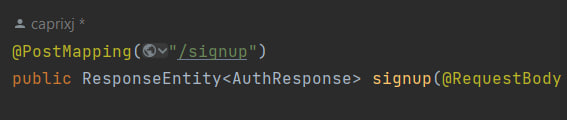 caprixj *
@PostMapping("/signup")
public ResponseEntity<AuthResponse> signup(@RequestBody